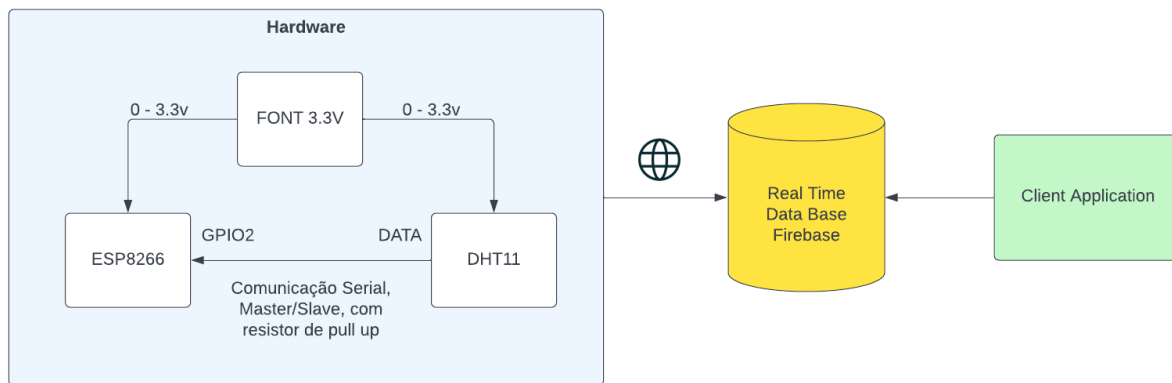 Hardware
0 - 3.3v
FONT 3.3V
0 - 3.3v
ESP8266
GPIO2
DATA
DHT11
Comunicação Serial,
Master/Slave, com
resistor de pull up
Real Time
Data Base
Firebase
Client Application